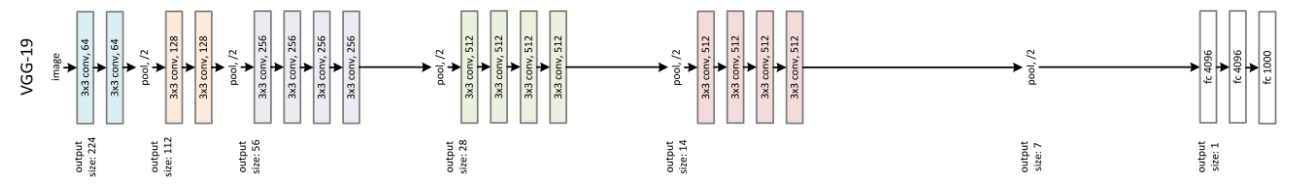 VGG-19
image
3x3 conv, 64
3x3 conv, 64
pool, /2
3x3 conv, 128
3x3 conv, 128
pool, /2
3x3 conv, 256
3x3 conv, 256
3x3 conv, 256
3x3 conv, 256
pool, /2
3x3 conv, 512
3x3 conv, 512
3x3 conv, 512
3x3 conv, 512
pool, /2
3x3 conv, 512
3x3 conv, 512
3x3 conv, 512
3x3 conv, 512
pool, /2
fc 4096
fc 4096
fc 1000
output
size: 224
output
size: 112
output
size: 56
output
size: 28
output
size: 14
output
size: 7
output
size: 1